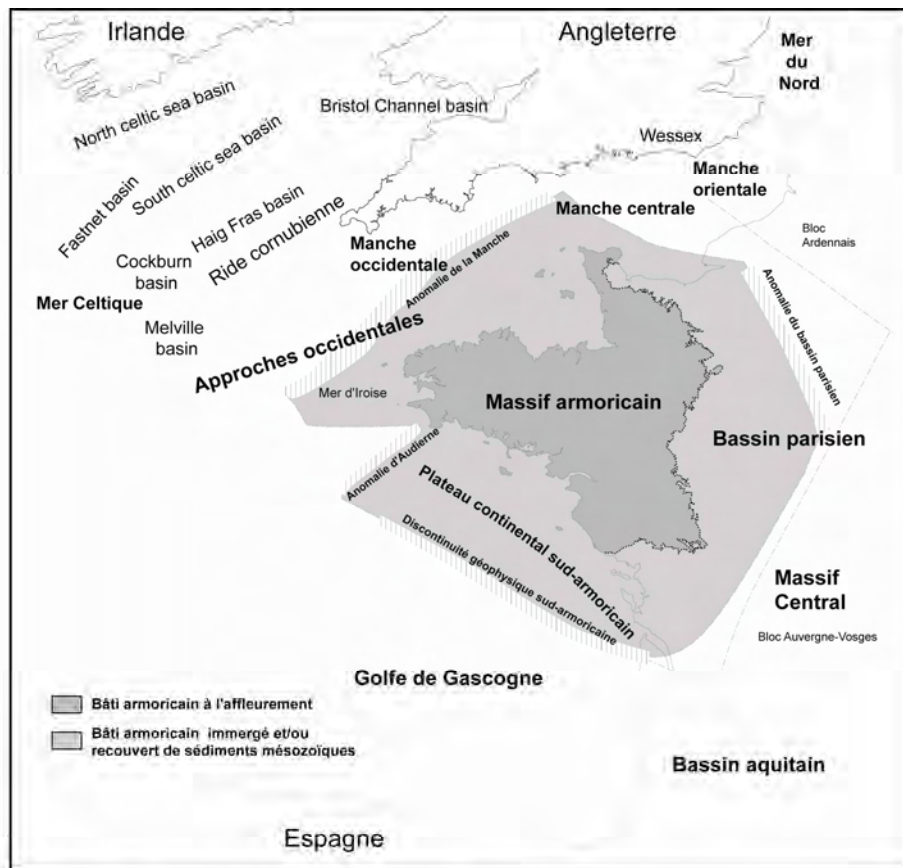 Irlande
Angleterre
Mer
du
Nord
North celtic sea basin
Bristol Channel basin
South celtic sea basin
Wessex
Fastnet basin
Haig Fras basin
Ride cornubienne
Manche
orientale
Manche centrale
Manche
occidentale
Anomalie de la Manche
Bloc
Ardennais
Cockburn
basin
Mer Celtique
Melville
basin
Approches occidentales
Anomalie du bassin parisien
Mer d'Iroise
Massif armoricain
Bassin parisien
Anomalie d'Audierne
Plateau continental sud-armoricain
Discontinuité géophysique sud-armoricaine
Massif
Central
Bloc Auvergne-Vosges
Golfe de Gascogne
Bâti armoricain à l'affleurement
Bâti armoricain immergé et/ou
recouvert de sédiments mésozoïques
Bassin aquitain
Espagne